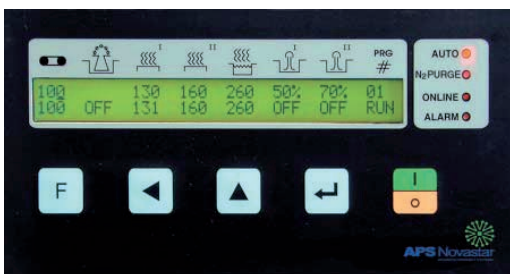 I II I II PRG #
100 130 160 260 50% 70% 01
100 OFF 131 160 260 OFF OFF RUN
AUTO
N₂PURGE
ONLINE
ALARM
F
I
O
APS Novastar